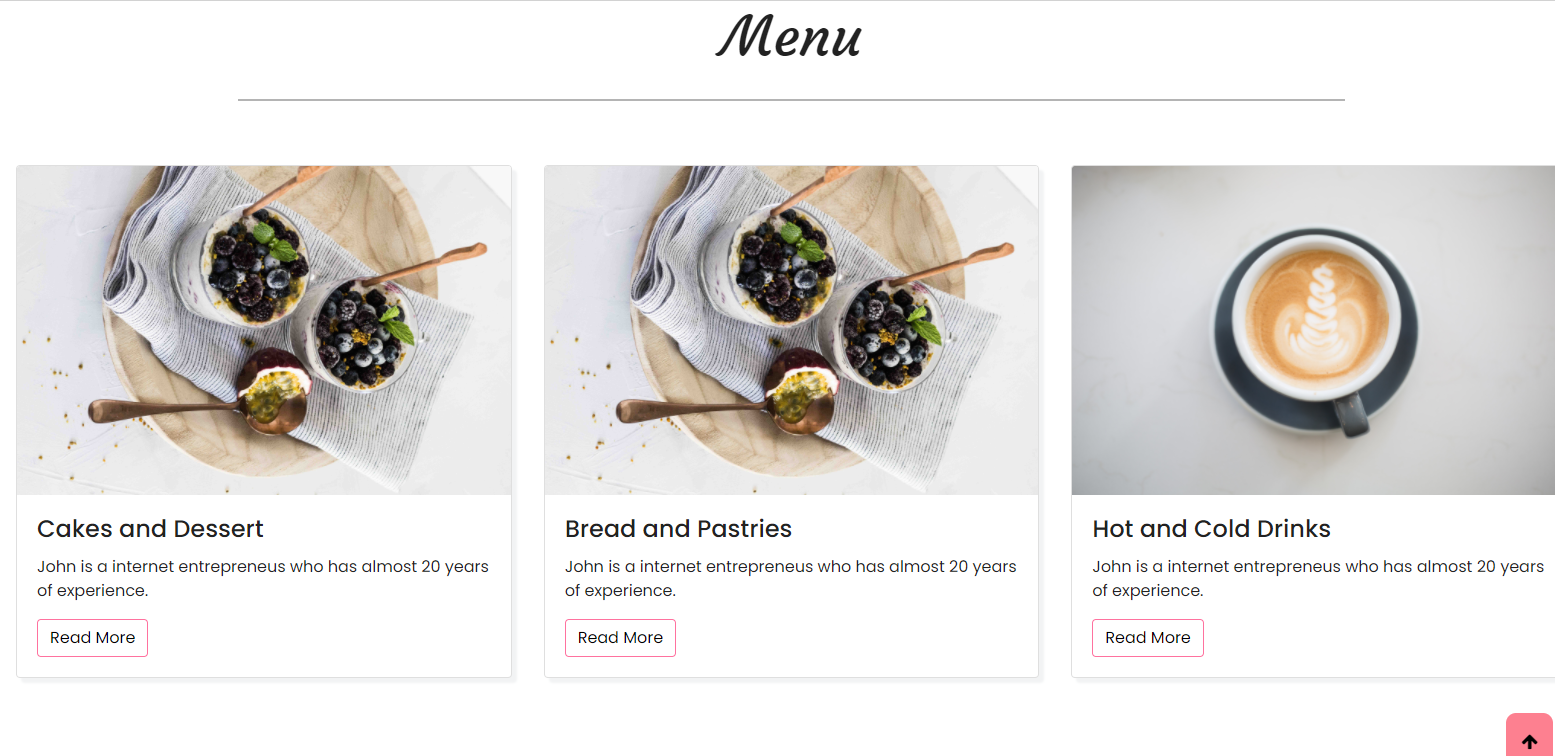 Menu
Cakes and Dessert
John is a internet entrepreneus who has almost 20 years
of experience.
Read More
Bread and Pastries
John is a internet entrepreneus who has almost 20 years
of experience.
Read More
Hot and Cold Drinks
John is a internet entrepreneus who has almost 20 years
of experience.
Read More